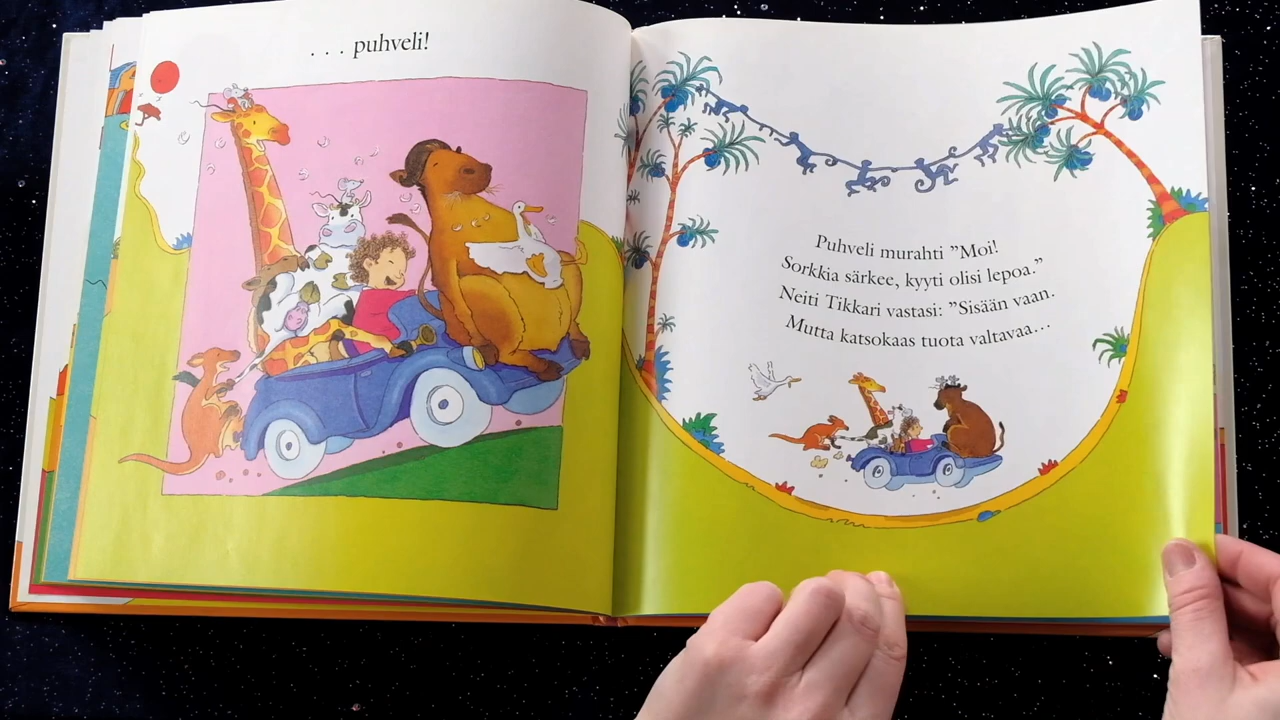 . . . puhveli!
Puhveli murahti ”Moi!
Sorkkia särkee, kyyti olisi lepoa.”
Neiti Tikkari vastasi: ”Sisään vaan.
Mutta katsokaas tuota valtavaa…